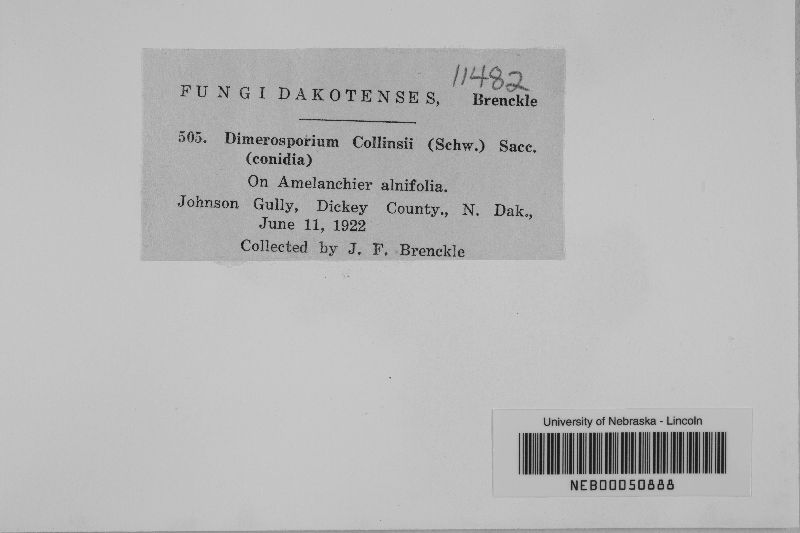 11482
FUNGI DAKOTENSES, Brenckle
505. Dimerosporium Collinsii (Schw.) Sacc.
(conidia)
On Amelanchier alnifolia.
Johnson Gully, Dickey County., N. Dak.,
June 11, 1922
Collected by J. F. Brenckle
University of Nebraska - Lincoln
NEB00050888